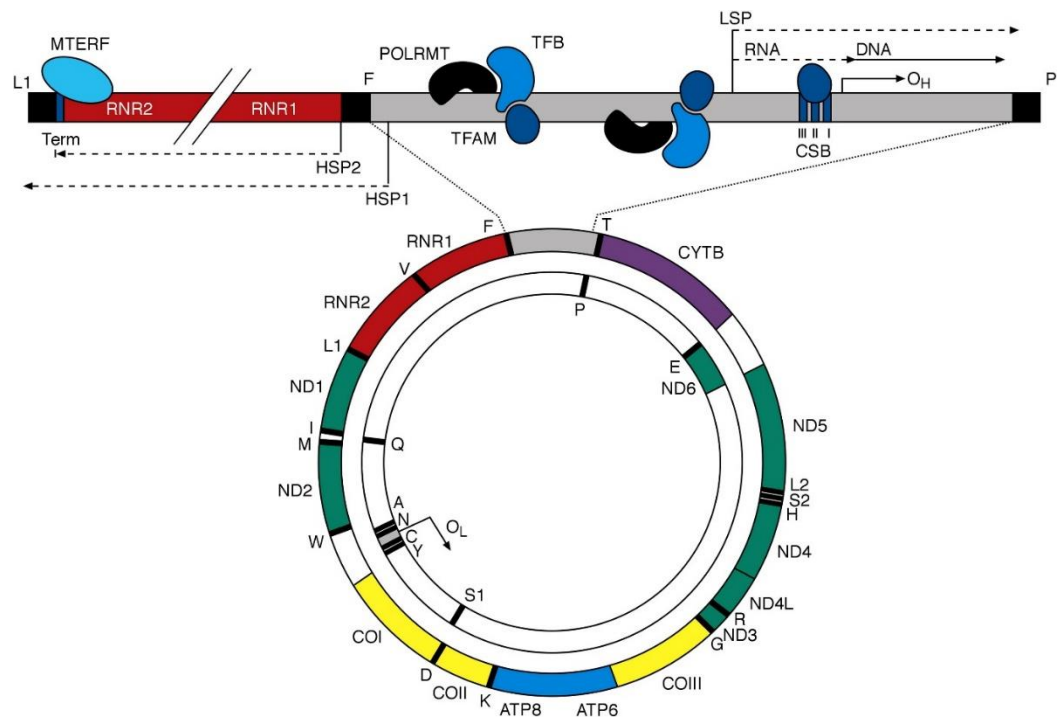 LSP
MTERF
TFB
POLRMT
RNA
DNA
L1
F
OH
P
RNR2
RNR1
Term
TFAM
III II I
CSB
HSP2
HSP1
F
T
RNR1
CYTB
V
P
RNR2
E
L1
ND6
ND1
ND5
I
M
Q
L2
S2
H
ND2
A
N
OL
C
Y
W
ND4
S1
ND4L
R
COI
ND3
G
D
COII
K
COIII
ATP8
ATP6